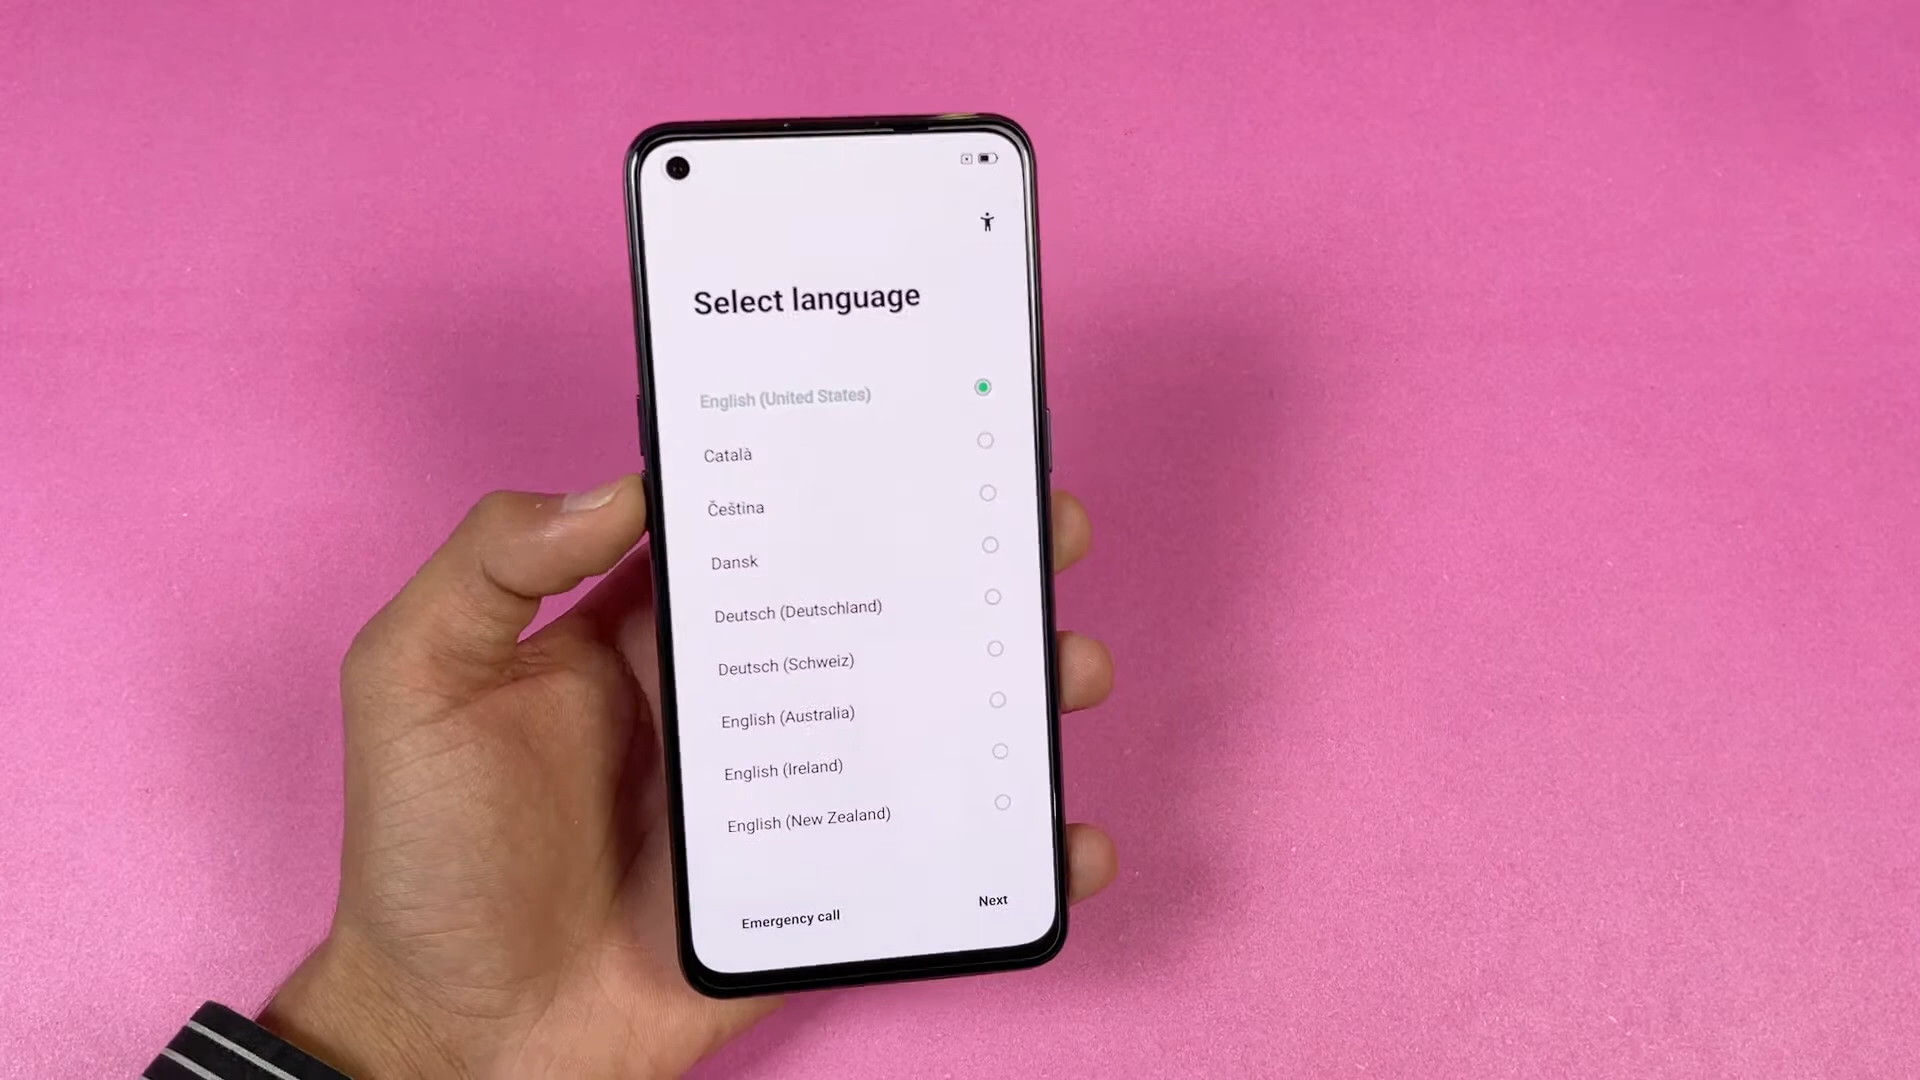 Select language
English (United States)
Català
Čeština
Dansk
Deutsch (Deutschland)
Deutsch (Schweiz)
English (Australia)
English (Ireland)
English (New Zealand)
Emergency call
Next